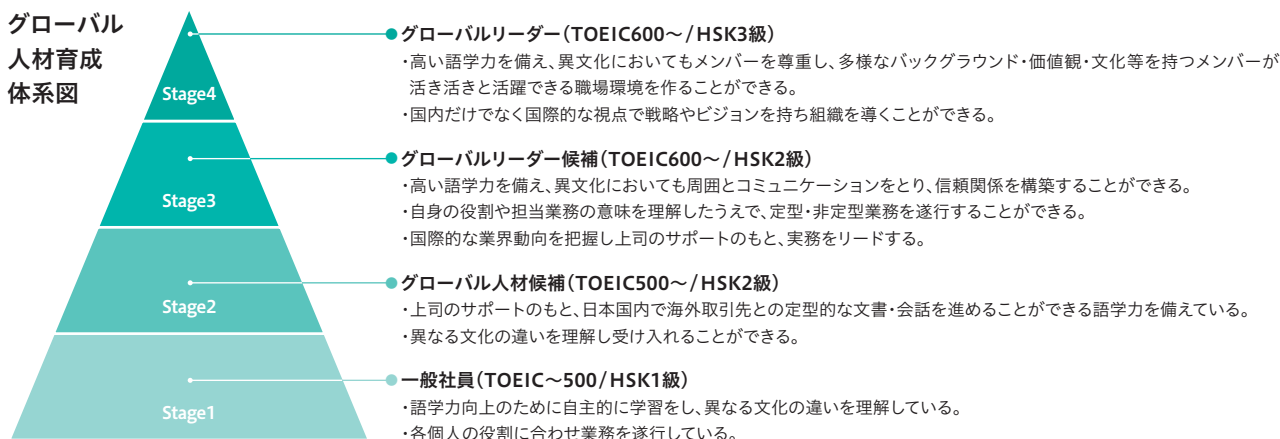 グローバル
人材育成
体系図
Stage4
グローバルリーダー(TOEIC600～/HSK3級)
・高い語学力を備え、異文化においてもメンバーを尊重し、多様なバックグラウンド・価値観・文化等を持つメンバーが
活き活きと活躍できる職場環境を作ることができる。
・国内だけでなく国際的な視点で戦略やビジョンを持ち組織を導くことができる。
Stage3
グローバルリーダー候補(TOEIC600～/HSK2級)
・高い語学力を備え、異文化においても周囲とコミュニケーションをとり、信頼関係を構築することができる。
・自身の役割や担当業務の意味を理解したうえで、定型・非定型業務を遂行することができる。
・国際的な業界動向を把握し上司のサポートのもと、実務をリードする。
Stage2
グローバル人材候補(TOEIC500～/HSK2級)
・上司のサポートのもと、日本国内で海外取引先との定型的な文書・会話を進めることができる語学力を備えている。
・異なる文化の違いを理解し受け入れることができる。
Stage1
一般社員(TOEIC～500/HSK1級)
・語学力向上のために自主的に学習をし、異なる文化の違いを理解している。
・各個人の役割に合わせ業務を遂行している。